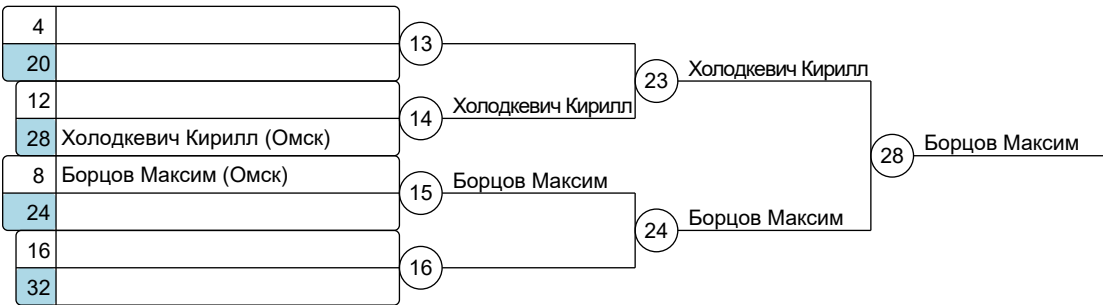 4
20
12
28 Холодкевич Кирилл (Омск)
8 Борцов Максим (Омск)
24
16
32
13
14
15
16
Холодкевич Кирилл
Борцов Максим
23
24
Холодкевич Кирилл
Борцов Максим
28
Борцов Максим